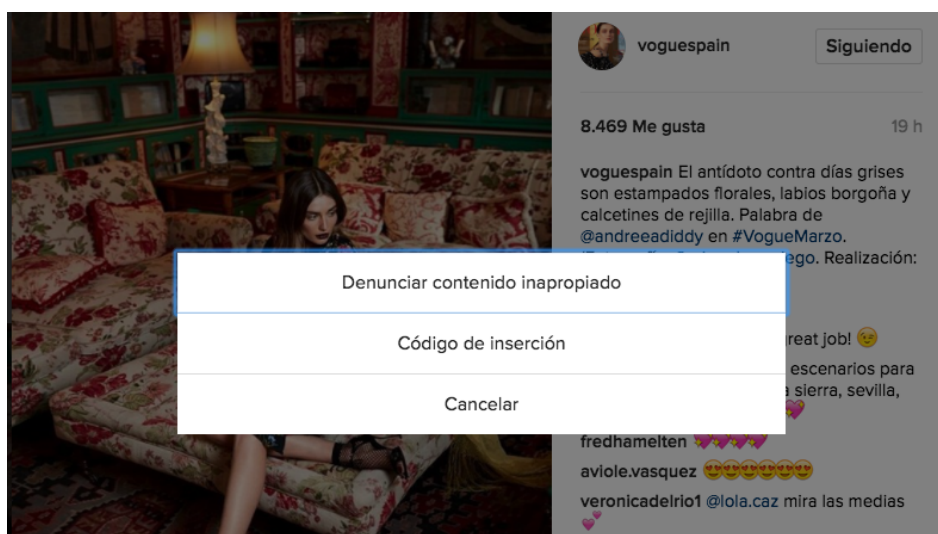 voguespain
Siguiendo
8.469 Me gusta
19 h
voguespain El antídoto contra días grises
son estampados florales, labios borgoña y
calcetines de rejilla. Palabra de
@andreeadiddy en #VogueMarzo.
ego. Realización:
Denunciar contenido inapropiado
Código de inserción
Cancelar
great job! 😉
escenarios para
sierra, sevilla,
💖
fredhamelten 💖💖💖💖
aviole.vasquez 😍😍😍😍😍😍
veronicadelrio1 @lola.caz mira las medias
💕